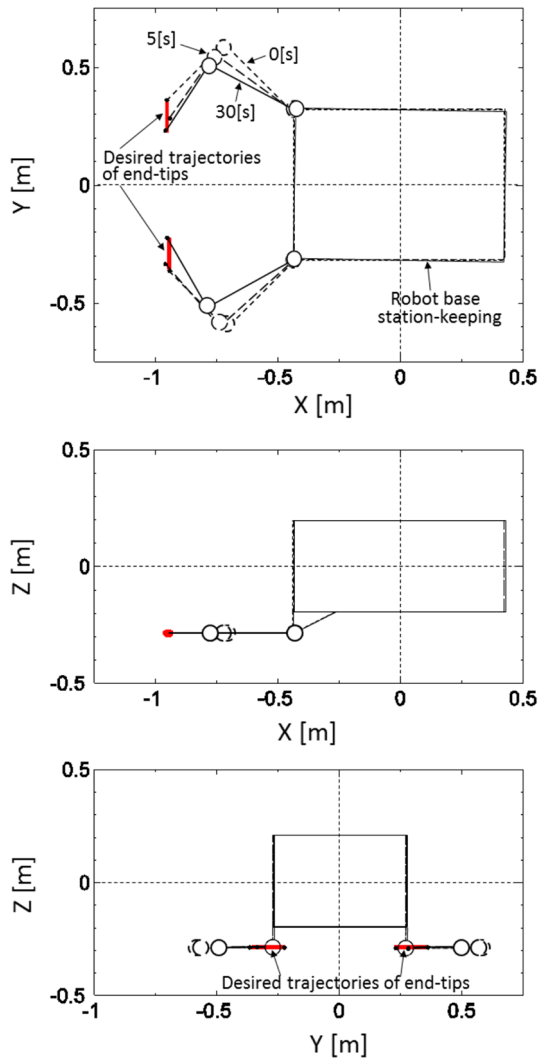 0.5
5[s]
0[s]
30[s]
Desired trajectories
of end-tips
Y [m]
0
-0.5
Robot base
station-keeping
-1
-0.5
0
0.5
X [m]
0.5
Z [m]
0
-0.5
-1
-0.5
0
0.5
X [m]
0.5
Z [m]
0
-0.5
Desired trajectories of end-tips
-1
-0.5
0
0.5
1
Y [m]